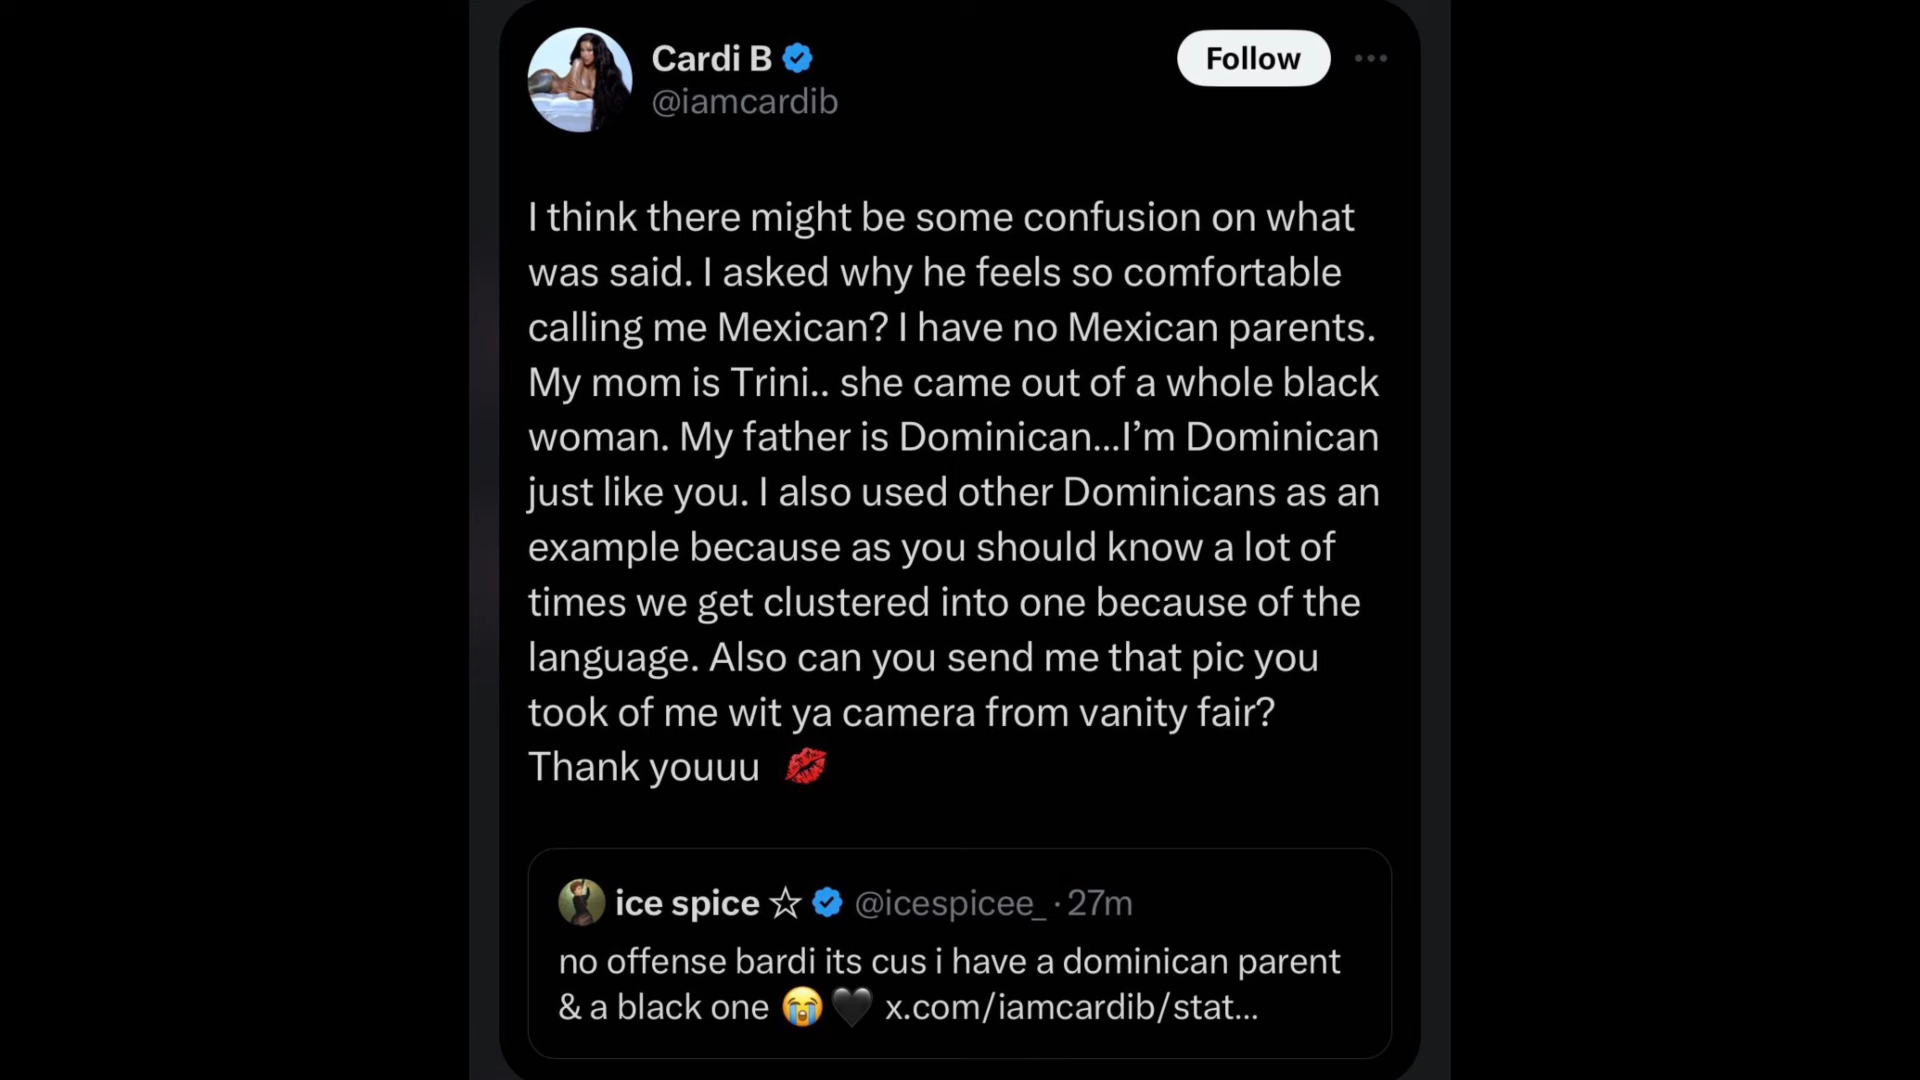 Cardi B
@iamcardib
Follow
I think there might be some confusion on what
was said. I asked why he feels so comfortable
calling me Mexican? I have no Mexican parents.
My mom is Trini.. she came out of a whole black
woman. My father is Dominican...I’m Dominican
just like you. I also used other Dominicans as an
example because as you should know a lot of
times we get clustered into one because of the
language. Also can you send me that pic you
took of me wit ya camera from vanity fair?
Thank youuu 💋
ice spice ☆ @icespicee_ · 27m
no offense bardi its cus i have a dominican parent
& a black one 😭🖤 x.com/iamcardib/stat...